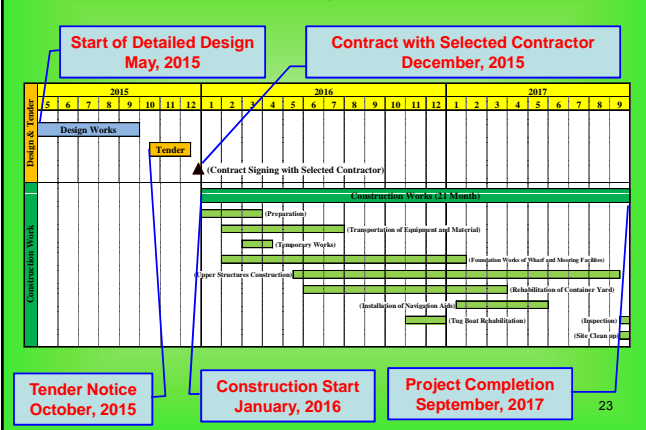 Start of Detailed Design
May, 2015
Contract with Selected Contractor
December, 2015
2015 2016 2017
5 6 7 8 9 10 11 12 1 2 3 4 5 6 7 8 9 10 11 12 1 2 3 4 5 6 7 8 9
Design & Tender
Design Works
Tender
(Contract Signing with Selected Contractor)
Construction Work
Construction Works (21 Month)
(Preparation)
(Transportation of Equipment and Material)
(Temporary Works)
(Foundation Works of Wharf and Mooring Facilites)
(Upper Structures Construction)
(Rehabilitation of Container Yard)
(Installation of Navigation Aids)
(Tug Boat Rehabilitation)
(Inspection)
(Site Clean up)
Tender Notice
October, 2015
Construction Start
January, 2016
Project Completion
September, 2017
23